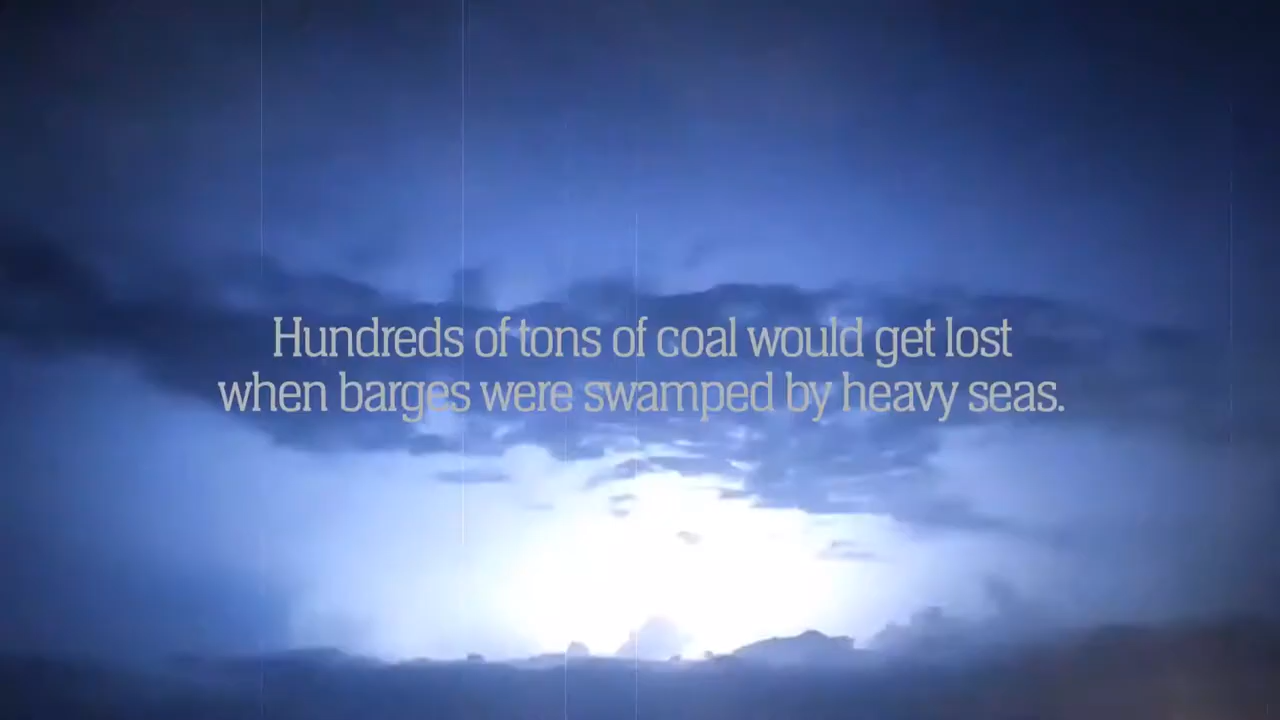 Hundreds of tons of coal would get lost
when barges were swamped by heavy seas.